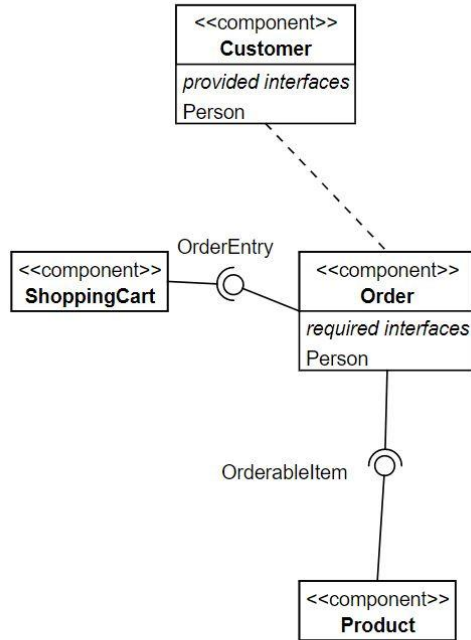 <<component>>
Customer
provided interfaces
Person
OrderEntry
<<component>>
ShoppingCart
<<component>>
Order
required interfaces
Person
OrderableItem
<<component>>
Product